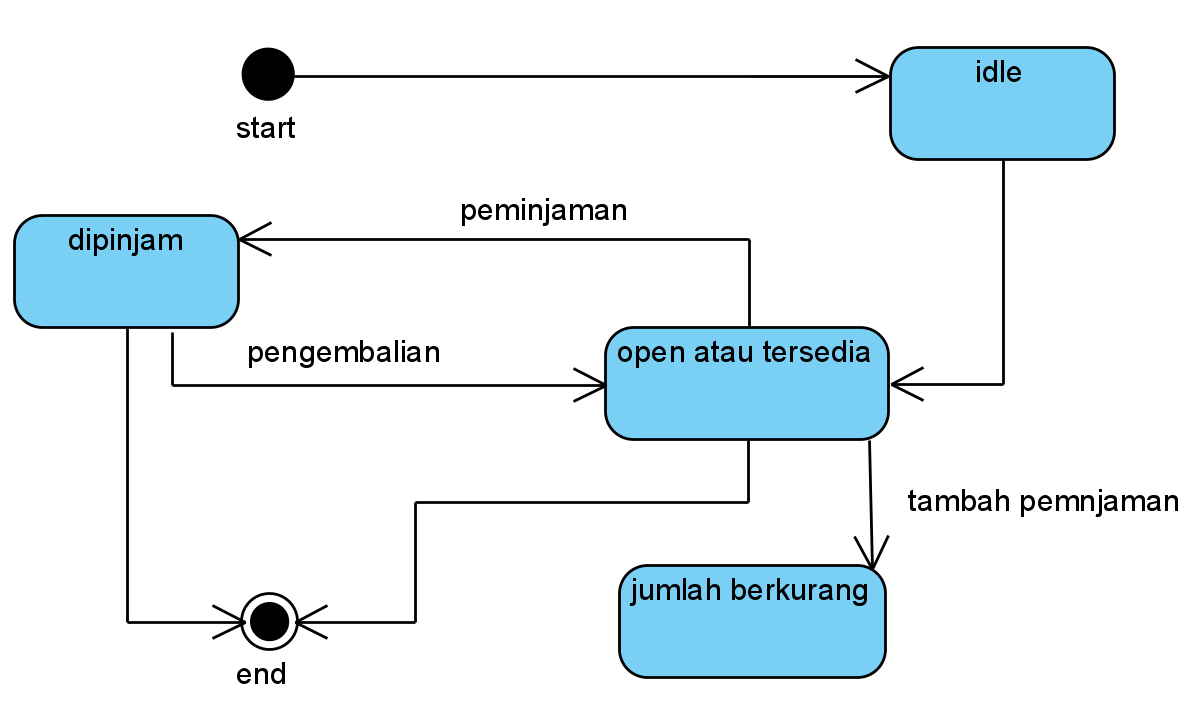 idle
start
peminjaman
dipinjam
pengembalian
open atau tersedia
tambah pemnjaman
jumlah berkurang
end